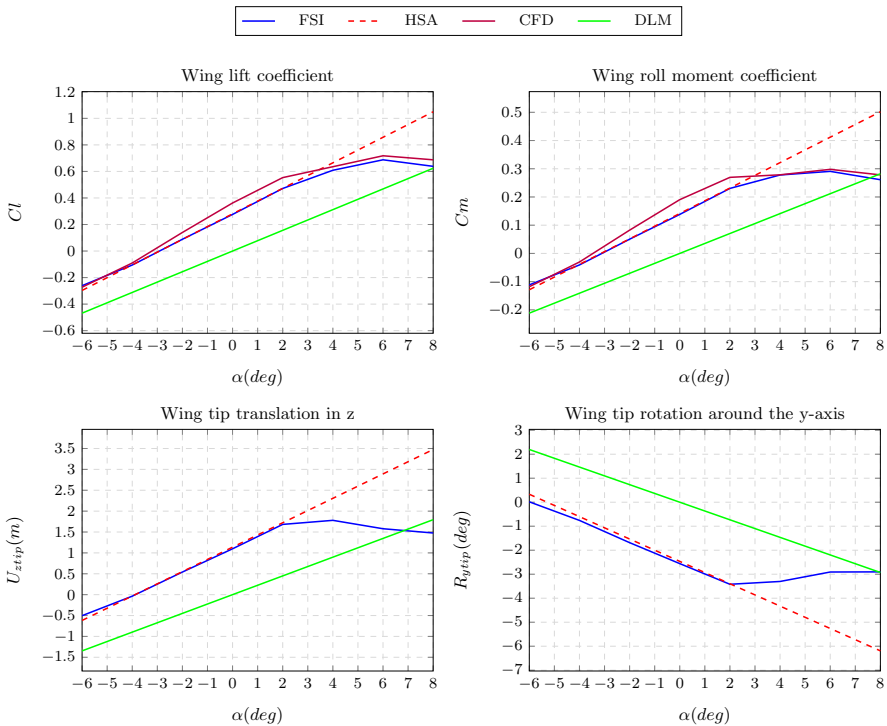 FSI HSA CFD DLM
Wing lift coefficient
1.2
1
0.8
0.6
0.4
0.2
0
−0.2
−0.4
−0.6
Cl
−6 −5 −4 −3 −2 −1 0 1 2 3 4 5 6 7 8
α(deg)
Wing roll moment coefficient
0.5
0.4
0.3
0.2
0.1
0
−0.1
−0.2
Cm
−6 −5 −4 −3 −2 −1 0 1 2 3 4 5 6 7 8
α(deg)
Wing tip translation in z
3.5
3
2.5
2
1.5
1
0.5
0
−0.5
−1
−1.5
Uztip(m)
−6 −5 −4 −3 −2 −1 0 1 2 3 4 5 6 7 8
α(deg)
Wing tip rotation around the y-axis
3
2
1
0
−1
−2
−3
−4
−5
−6
−7
Rytip(deg)
−6 −5 −4 −3 −2 −1 0 1 2 3 4 5 6 7 8
α(deg)